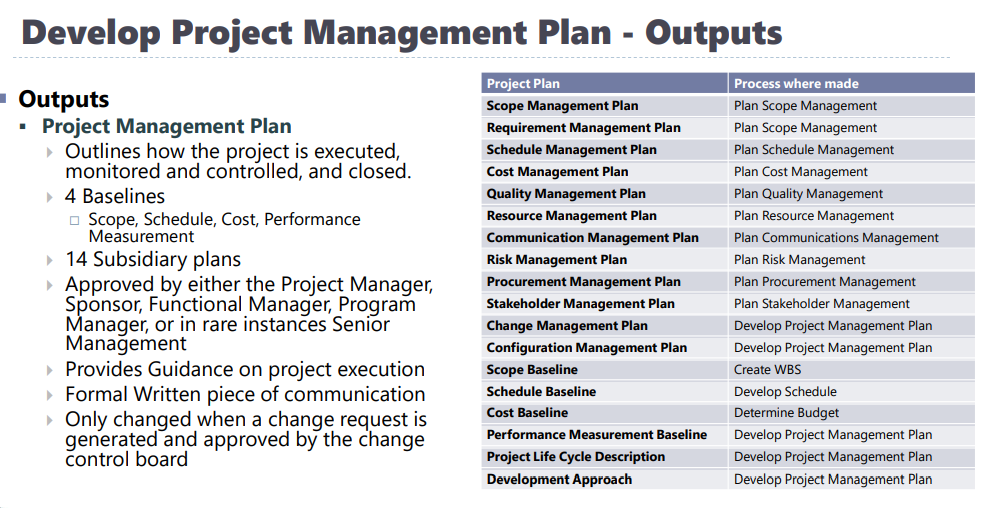 Develop Project Management Plan - Outputs
Outputs
Project Management Plan
Outlines how the project is executed,
monitored and controlled, and closed.
4 Baselines
Scope, Schedule, Cost, Performance
Measurement
14 Subsidiary plans
Approved by either the Project Manager,
Sponsor, Functional Manager, Program
Manager, or in rare instances Senior
Management
Provides Guidance on project execution
Formal Written piece of communication
Only changed when a change request is
generated and approved by the change
control board
Project Plan Process where made
Scope Management Plan Plan Scope Management
Requirement Management Plan Plan Scope Management
Schedule Management Plan Plan Schedule Management
Cost Management Plan Plan Cost Management
Quality Management Plan Plan Quality Management
Resource Management Plan Plan Resource Management
Communication Management Plan Plan Communications Management
Risk Management Plan Plan Risk Management
Procurement Management Plan Plan Procurement Management
Stakeholder Management Plan Plan Stakeholder Management
Change Management Plan Develop Project Management Plan
Configuration Management Plan Develop Project Management Plan
Scope Baseline Create WBS
Schedule Baseline Develop Schedule
Cost Baseline Determine Budget
Performance Measurement Baseline Develop Project Management Plan
Project Life Cycle Description Develop Project Management Plan
Development Approach Develop Project Management Plan